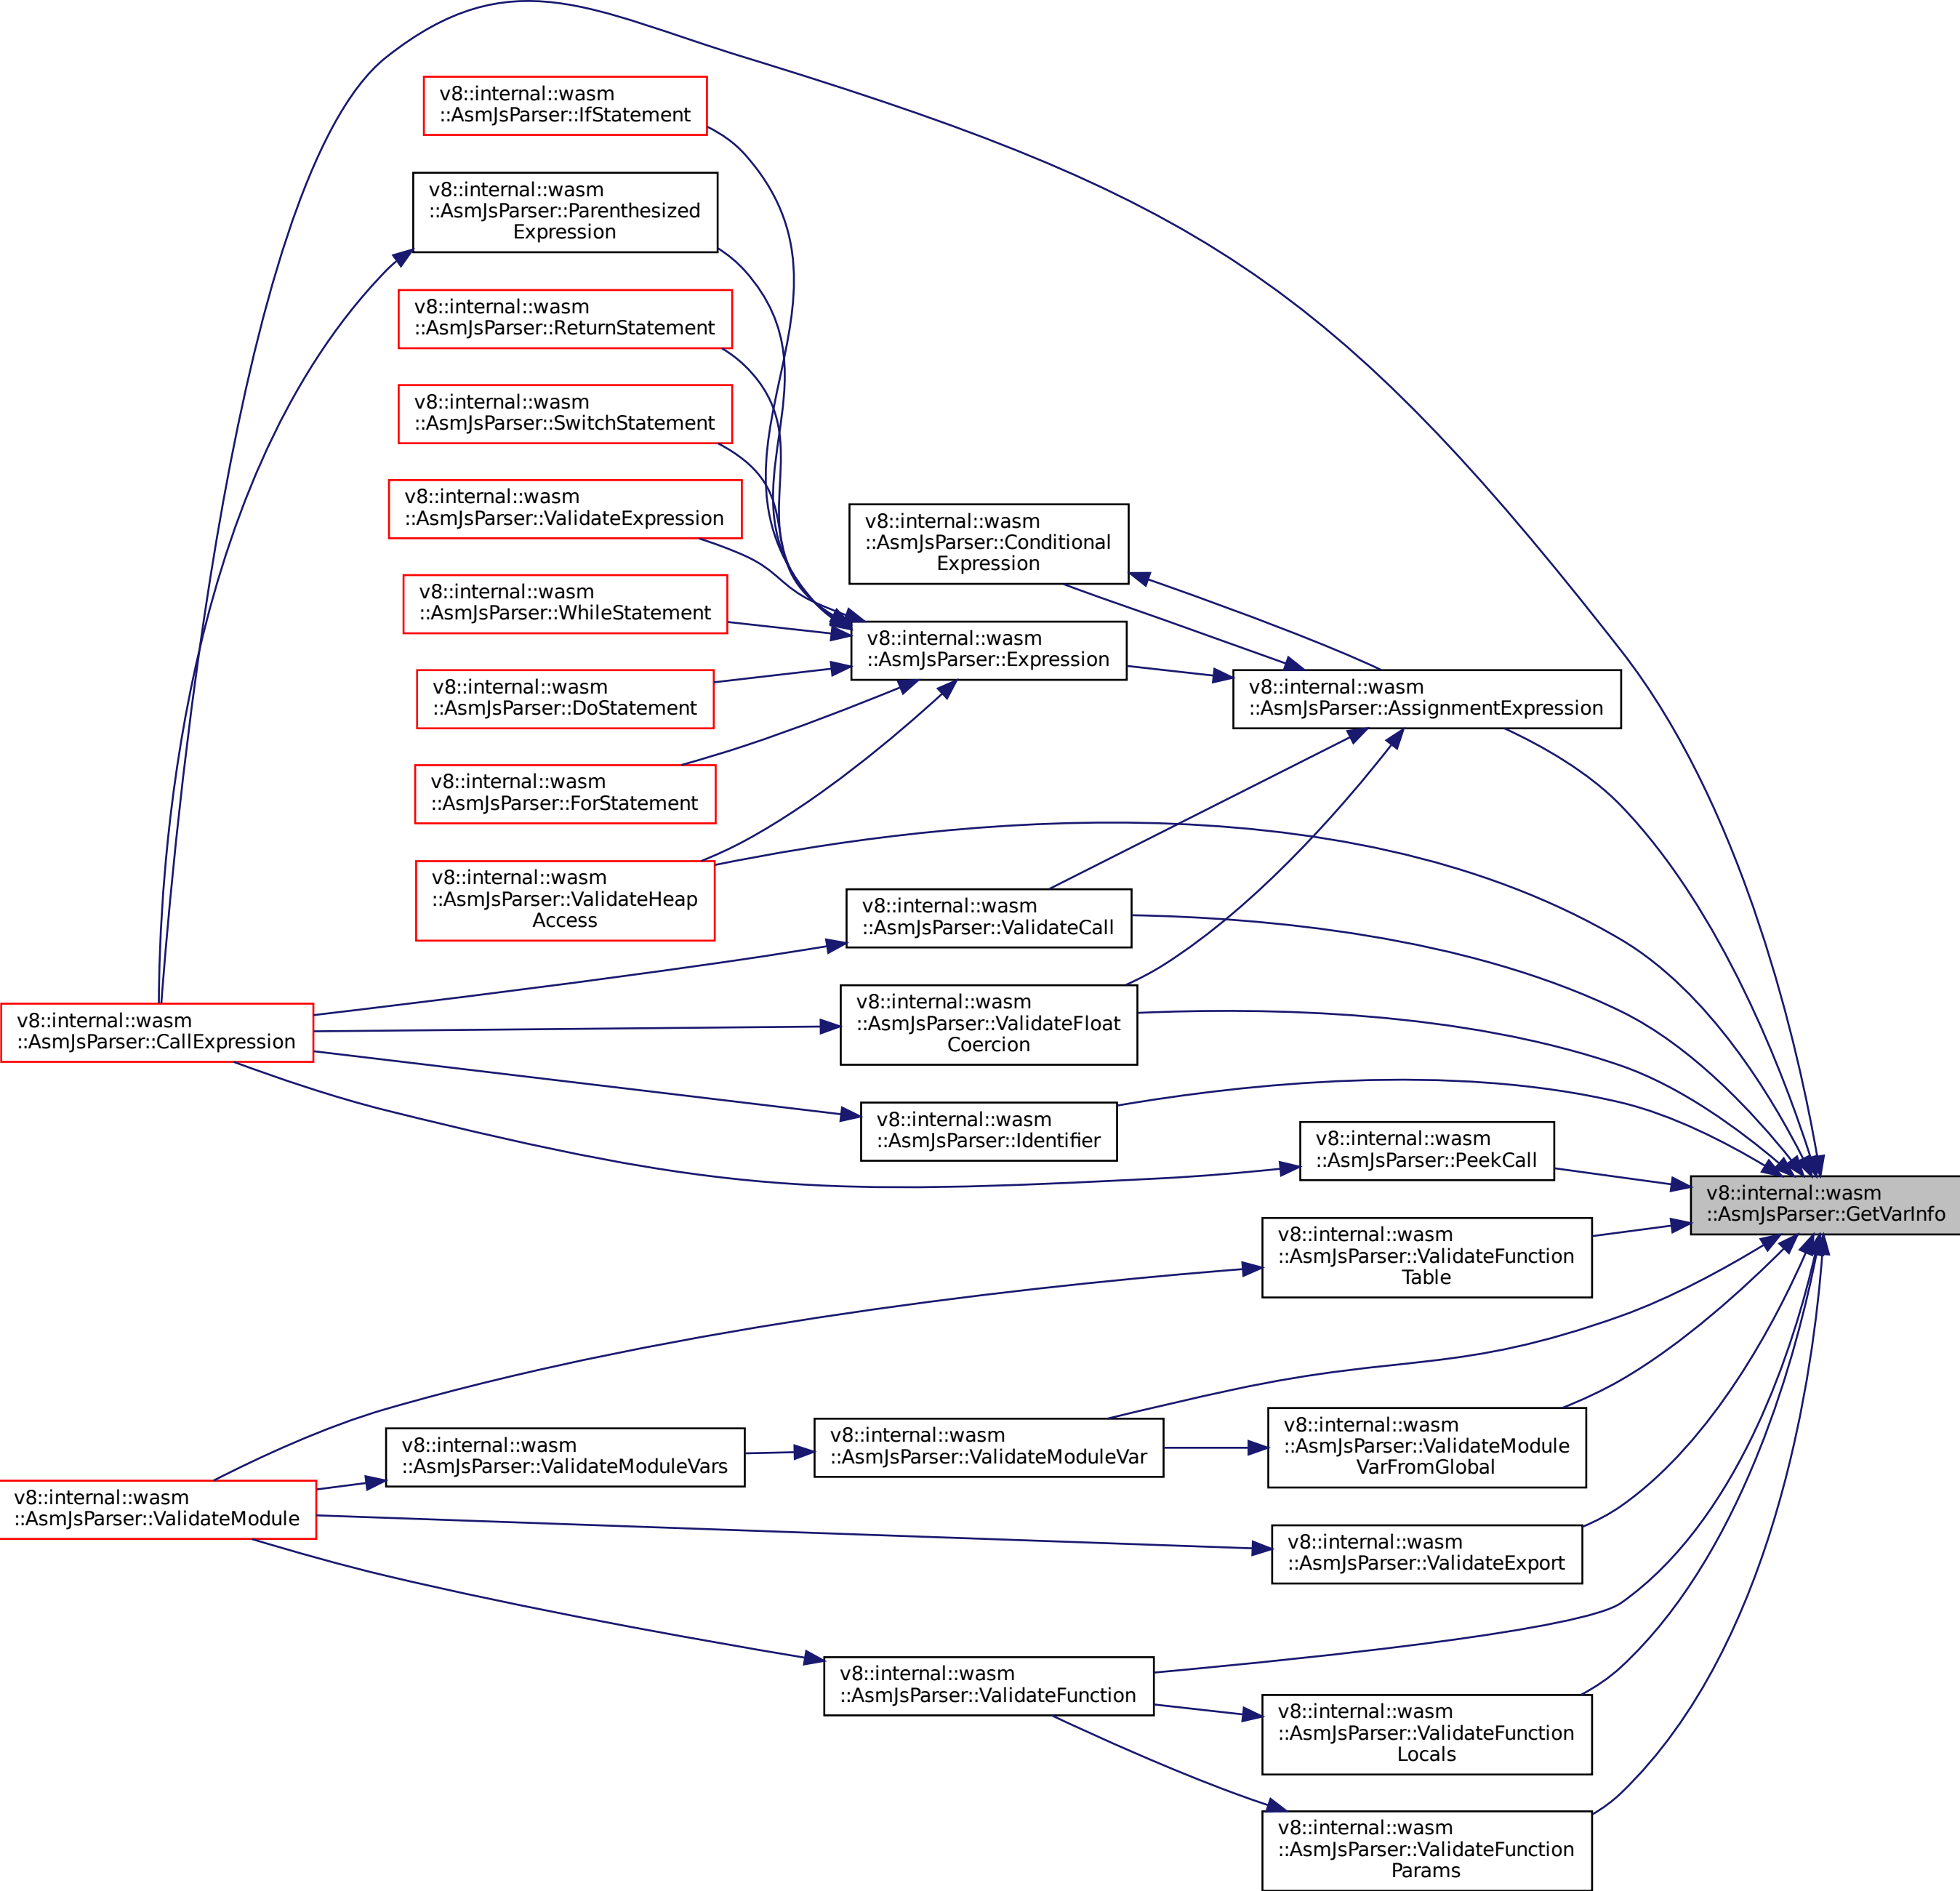 v8::internal::wasm
::AsmJsParser::IfStatement
v8::internal::wasm
::AsmJsParser::Parenthesized
Expression
v8::internal::wasm
::AsmJsParser::ReturnStatement
v8::internal::wasm
::AsmJsParser::SwitchStatement
v8::internal::wasm
::AsmJsParser::ValidateExpression
v8::internal::wasm
::AsmJsParser::Conditional
Expression
v8::internal::wasm
::AsmJsParser::WhileStatement
v8::internal::wasm
::AsmJsParser::Expression
v8::internal::wasm
::AsmJsParser::DoStatement
v8::internal::wasm
::AsmJsParser::AssignmentExpression
v8::internal::wasm
::AsmJsParser::ForStatement
v8::internal::wasm
::AsmJsParser::ValidateHeap
Access
v8::internal::wasm
::AsmJsParser::ValidateCall
v8::internal::wasm
::AsmJsParser::CallExpression
v8::internal::wasm
::AsmJsParser::ValidateFloat
Coercion
v8::internal::wasm
::AsmJsParser::Identifier
v8::internal::wasm
::AsmJsParser::PeekCall
v8::internal::wasm
::AsmJsParser::GetVarInfo
v8::internal::wasm
::AsmJsParser::ValidateFunction
Table
v8::internal::wasm
::AsmJsParser::ValidateModuleVars
v8::internal::wasm
::AsmJsParser::ValidateModuleVar
v8::internal::wasm
::AsmJsParser::ValidateModule
VarFromGlobal
v8::internal::wasm
::AsmJsParser::ValidateModule
v8::internal::wasm
::AsmJsParser::ValidateExport
v8::internal::wasm
::AsmJsParser::ValidateFunction
v8::internal::wasm
::AsmJsParser::ValidateFunction
Locals
v8::internal::wasm
::AsmJsParser::ValidateFunction
Params